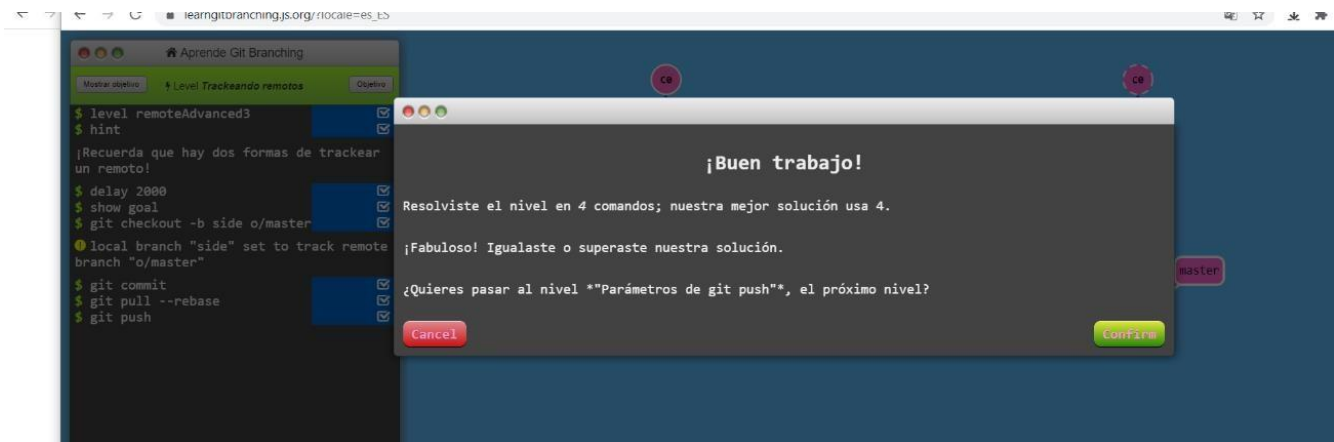 learngitbranching.js.org/?locale=es_ES
Aprende Git Branching
Mostrar objetivo
Level Trackeando remotos
Objetivo
$ level remoteAdvanced3
$ hint
¡Recuerda que hay dos formas de trackear
un remoto!
$ delay 2000
$ show goal
$ git checkout -b side o/master
local branch "side" set to track remote
branch "o/master"
$ git commit
$ git pull --rebase
$ git push
c0
c0
¡Buen trabajo!
Resolviste el nivel en 4 comandos; nuestra mejor solución usa 4.
¡Fabuloso! Igualaste o superaste nuestra solución.
¿Quieres pasar al nivel *"Parámetros de git push"*, el próximo nivel?
Cancel
Confirm
master